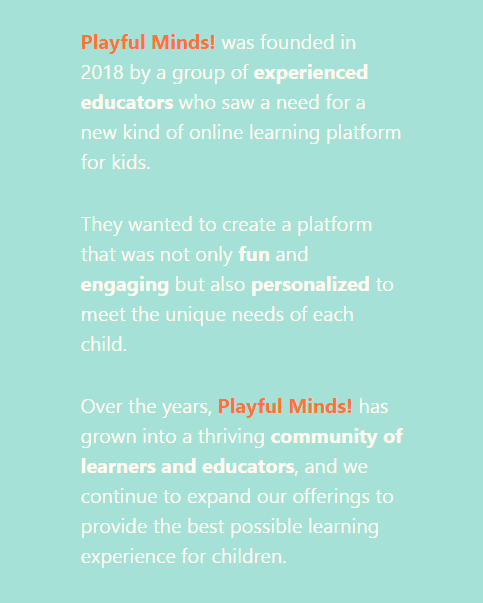 Playful Minds! was founded in
2018 by a group of experienced
educators who saw a need for a
new kind of online learning platform
for kids.
They wanted to create a platform
that was not only fun and
engaging but also personalized to
meet the unique needs of each
child.
Over the years, Playful Minds! has
grown into a thriving community of
learners and educators, and we
continue to expand our offerings to
provide the best possible learning
experience for children.